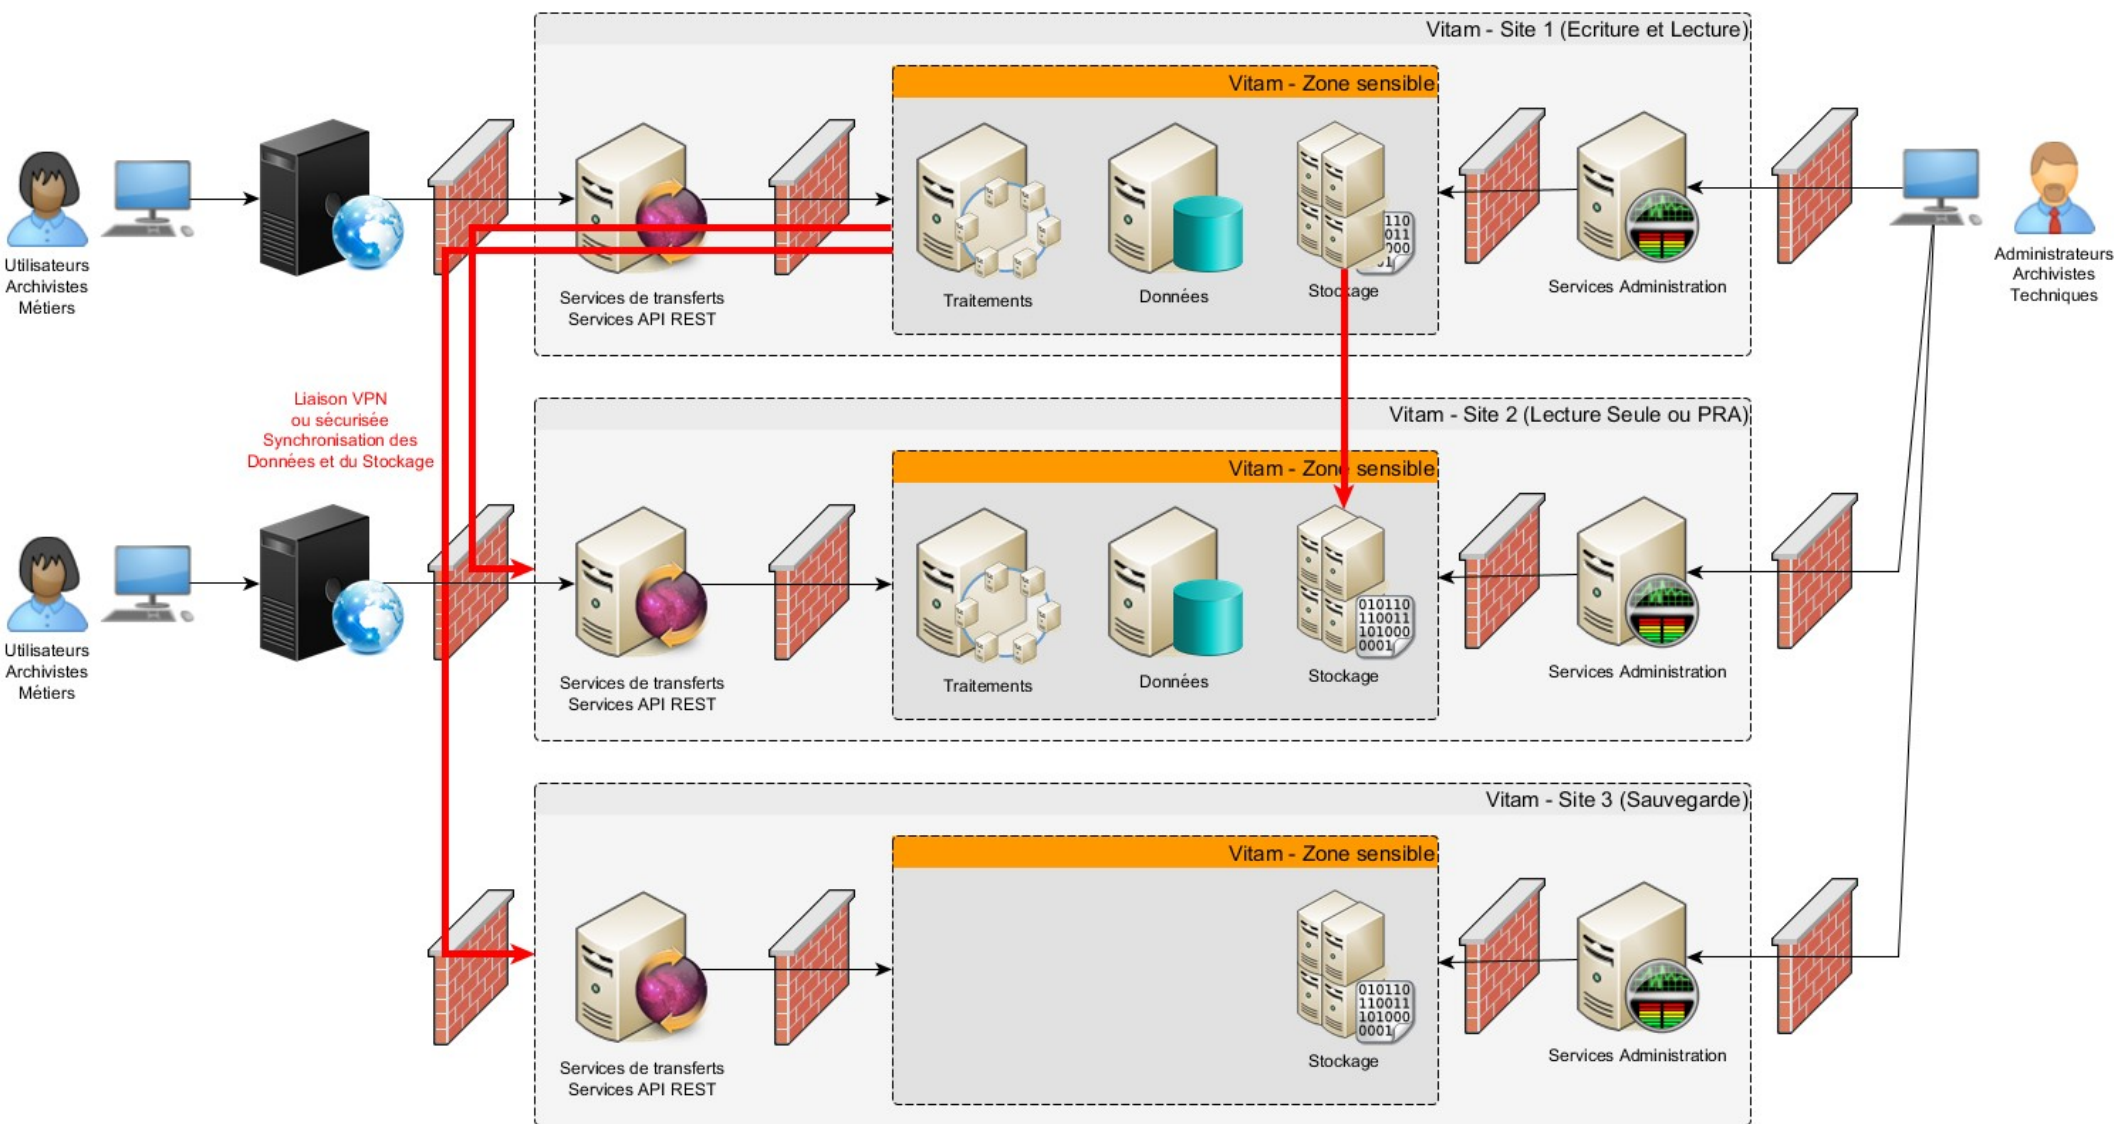 Vitam - Site 1 (Ecriture et Lecture)
Vitam - Zone sensible
Utilisateurs
Archivistes
Métiers
Services de transferts
Services API REST
Traitements
Données
110
011
000
01
Stockage
Services Administration
Administrateurs
Archivistes
Techniques
Liaison VPN
ou sécurisée
Synchronisation des
Données et du Stockage
Vitam - Site 2 (Lecture Seule ou PRA)
Vitam - Zone sensible
Utilisateurs
Archivistes
Métiers
Services de transferts
Services API REST
Traitements
Données
010110
110011
101000
0001
Stockage
Services Administration
Vitam - Site 3 (Sauvegarde)
Vitam - Zone sensible
Services de transferts
Services API REST
010110
110011
101000
0001
Stockage
Services Administration